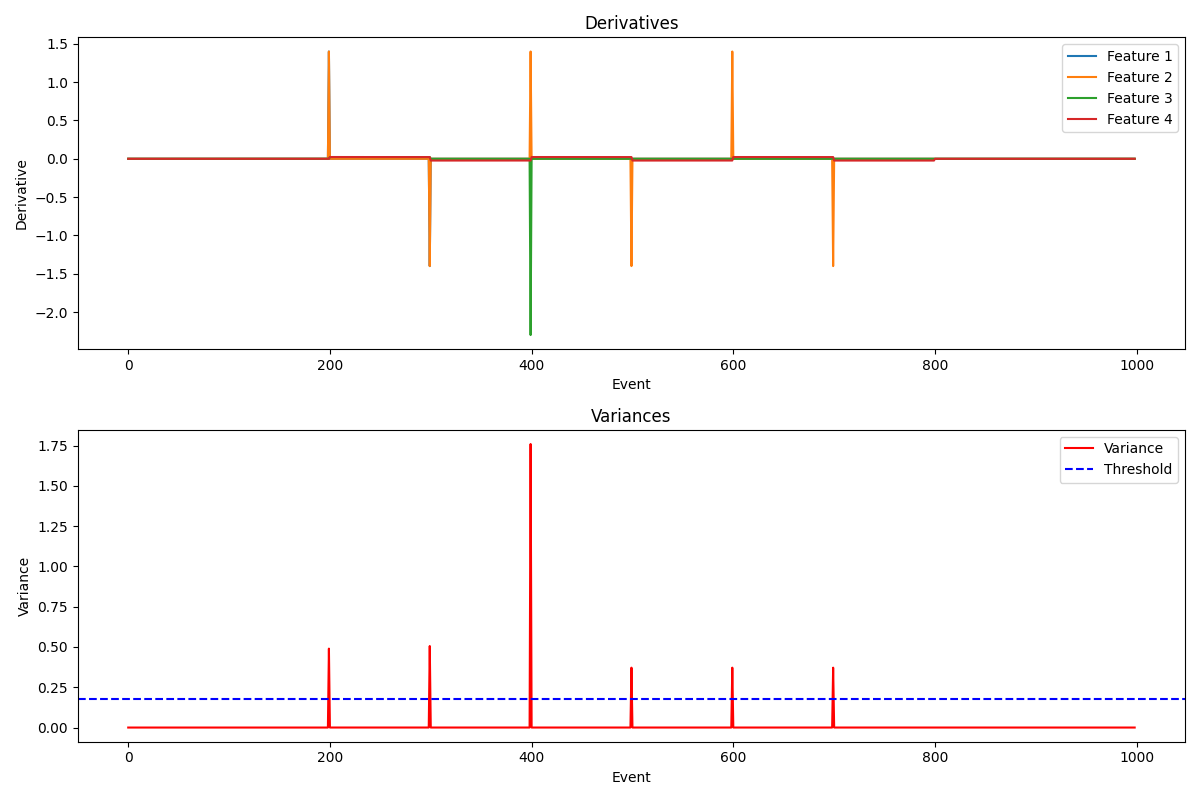 Derivatives
1.5
1.0
0.5
0.0
−0.5
−1.0
−1.5
−2.0
Derivative
Feature 1
Feature 2
Feature 3
Feature 4
0 200 400 600 800 1000
Event
Variances
1.75
1.50
1.25
1.00
0.75
0.50
0.25
0.00
Variance
Variance
Threshold
0 200 400 600 800 1000
Event